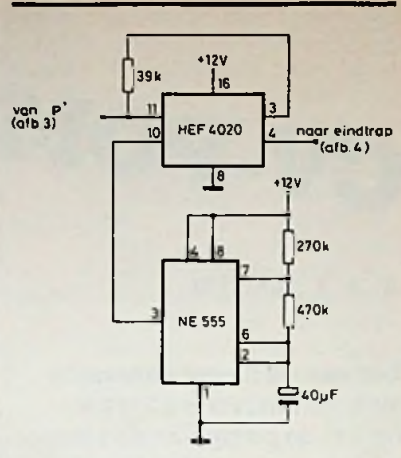 +12V
39k
16
van P'
(afb.3)
11
3
10
HEF 4020
4
naar eindtrap
(afb.4)
8
+12V
4
8
270k
7
470k
3
NE 555
6
2
40µF
1